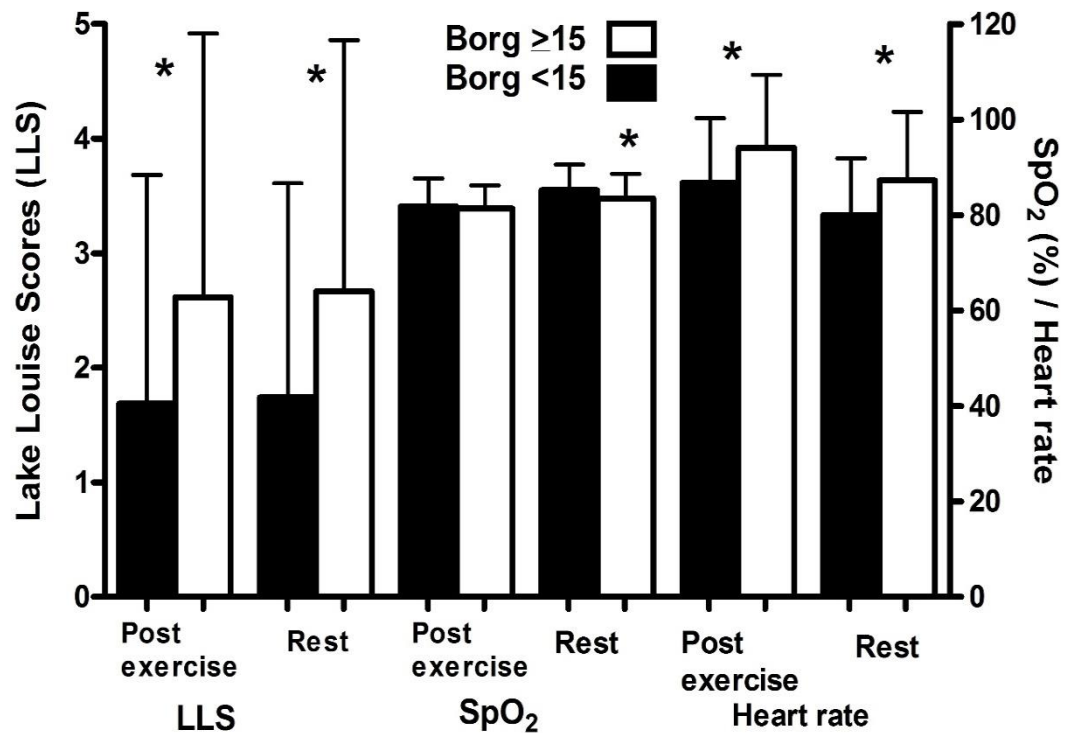 Lake Louise Scores (LLS)
5
4
3
2
1
0
Borg ≥15
Borg <15
*
*
*
*
*
120
100
80
60
40
20
0
SpO₂ (%) / Heart rate
Post
exercise
Rest
Post
exercise
Rest
Post
exercise
Rest
LLS
SpO₂
Heart rate